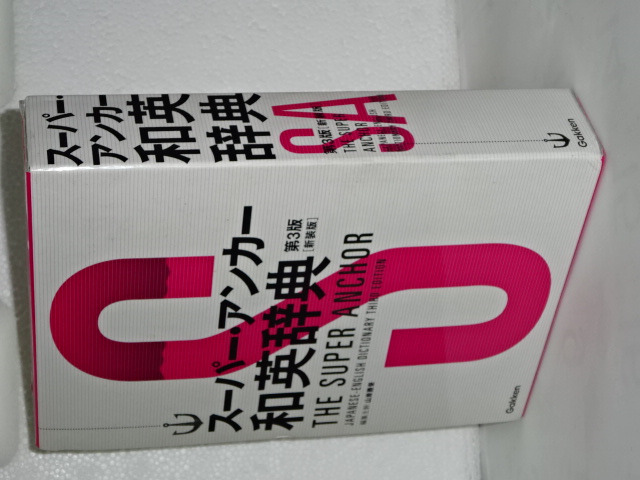 スーパー・
アンカー
和英
辞典
SA
第3版[新装版]
THE SUPER
ANCHOR
Gakken
スーパー・アンカー
和英辞典
第3版
[新装版]
THE SUPER ANCHOR
JAPANESE-ENGLISH DICTIONARY THIRD EDITION
S
Gakken